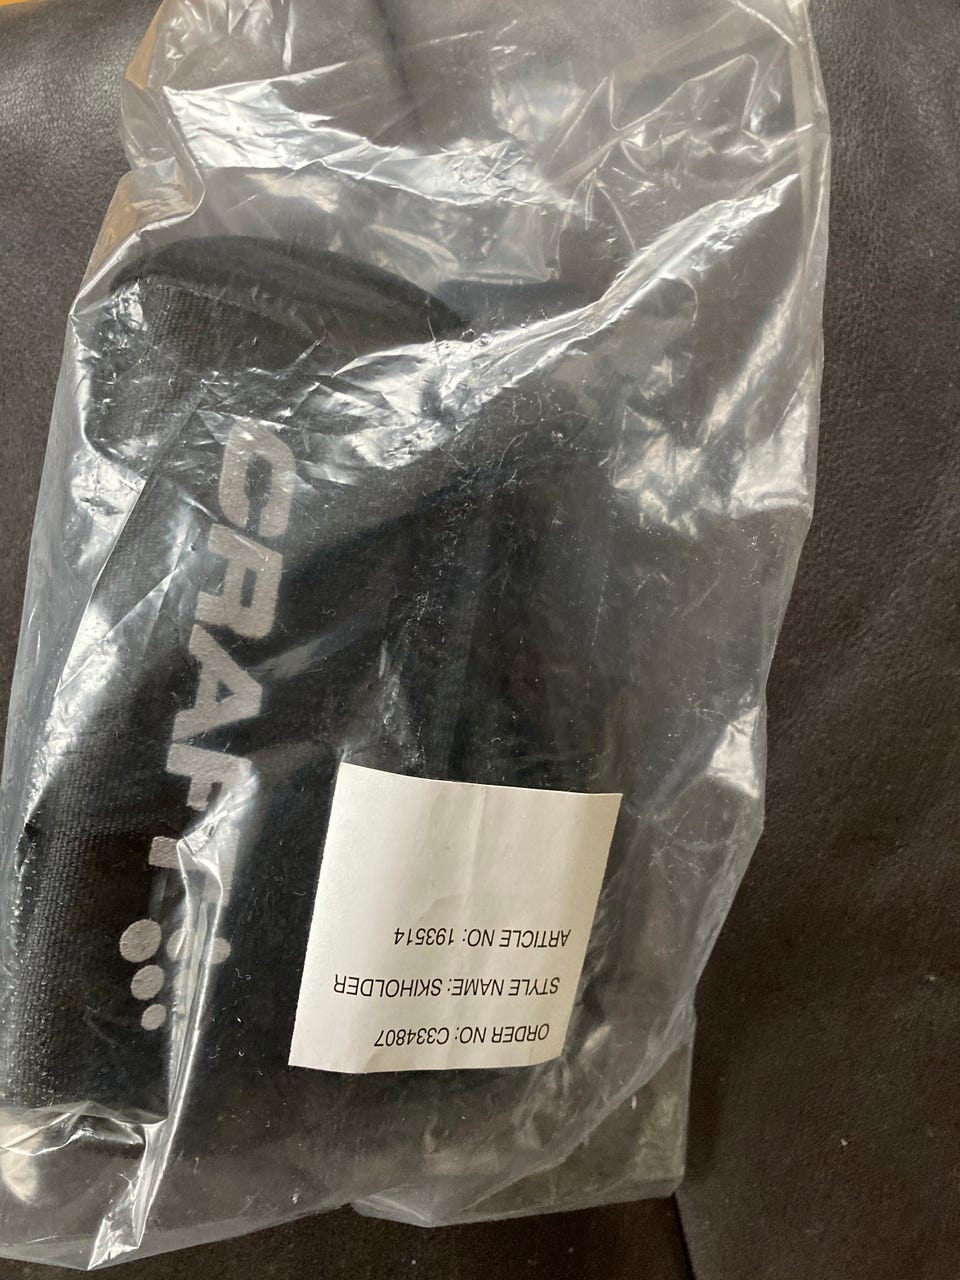 CRAFT
ORDER NO: C334807
STYLE NAME: SKIHOLDER
ARTICLE NO: 193514